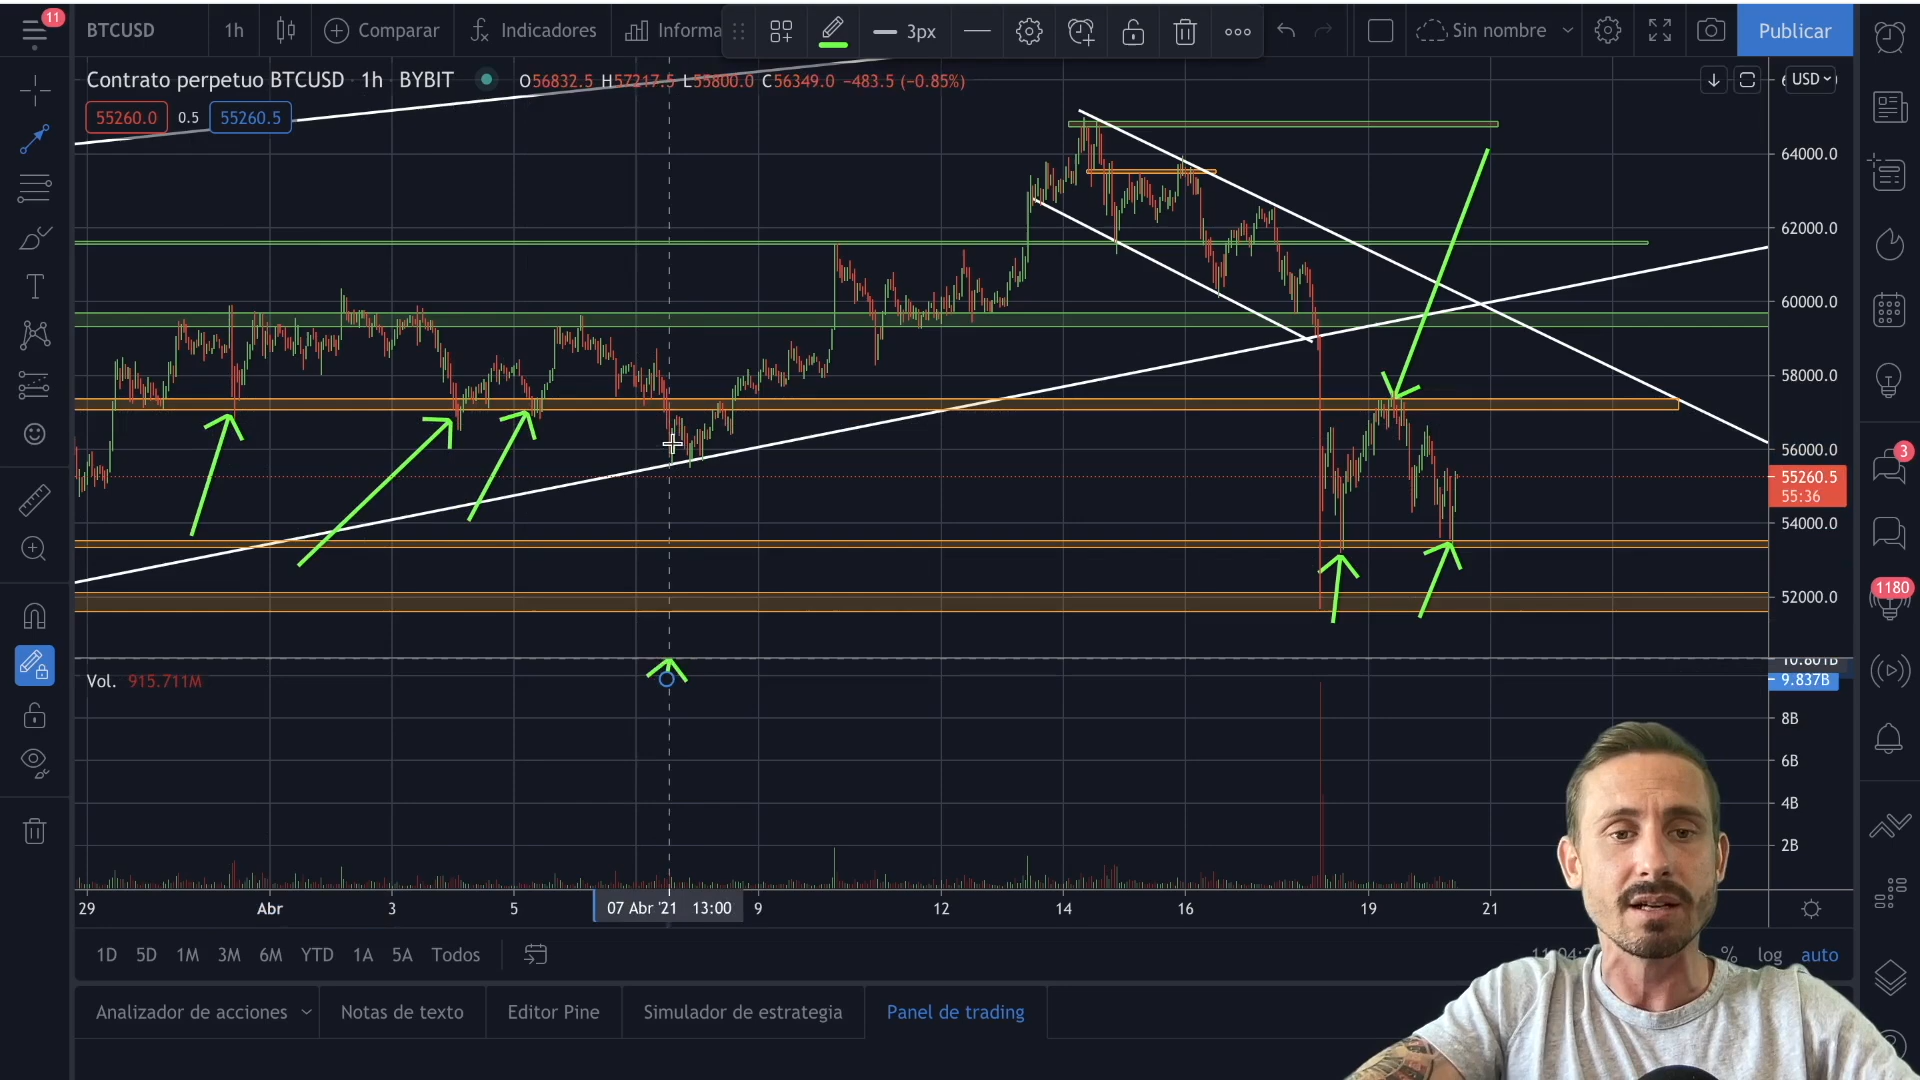 11
BTCUSD 1h Comparar Indicadores Informa 3px Sin nombre Publicar
Contrato perpetuo BTCUSD · 1h · BYBIT O56832.5 H57217.5 L55800.0 C56349.0 −483.5 (−0.85%)
USD
55260.0 0.5 55260.5
64000.0
62000.0
60000.0
58000.0
56000.0
55260.5
55:36
54000.0
52000.0
3
1180
10.801B
Vol. 915.711M
9.837B
8B
6B
4B
2B
29 Abr 3 5 07 Abr '21 13:00 9 12 14 16 19 21
1D 5D 1M 3M 6M YTD 1A 5A Todos % log auto
Analizador de acciones Notas de texto Editor Pine Simulador de estrategia Panel de trading